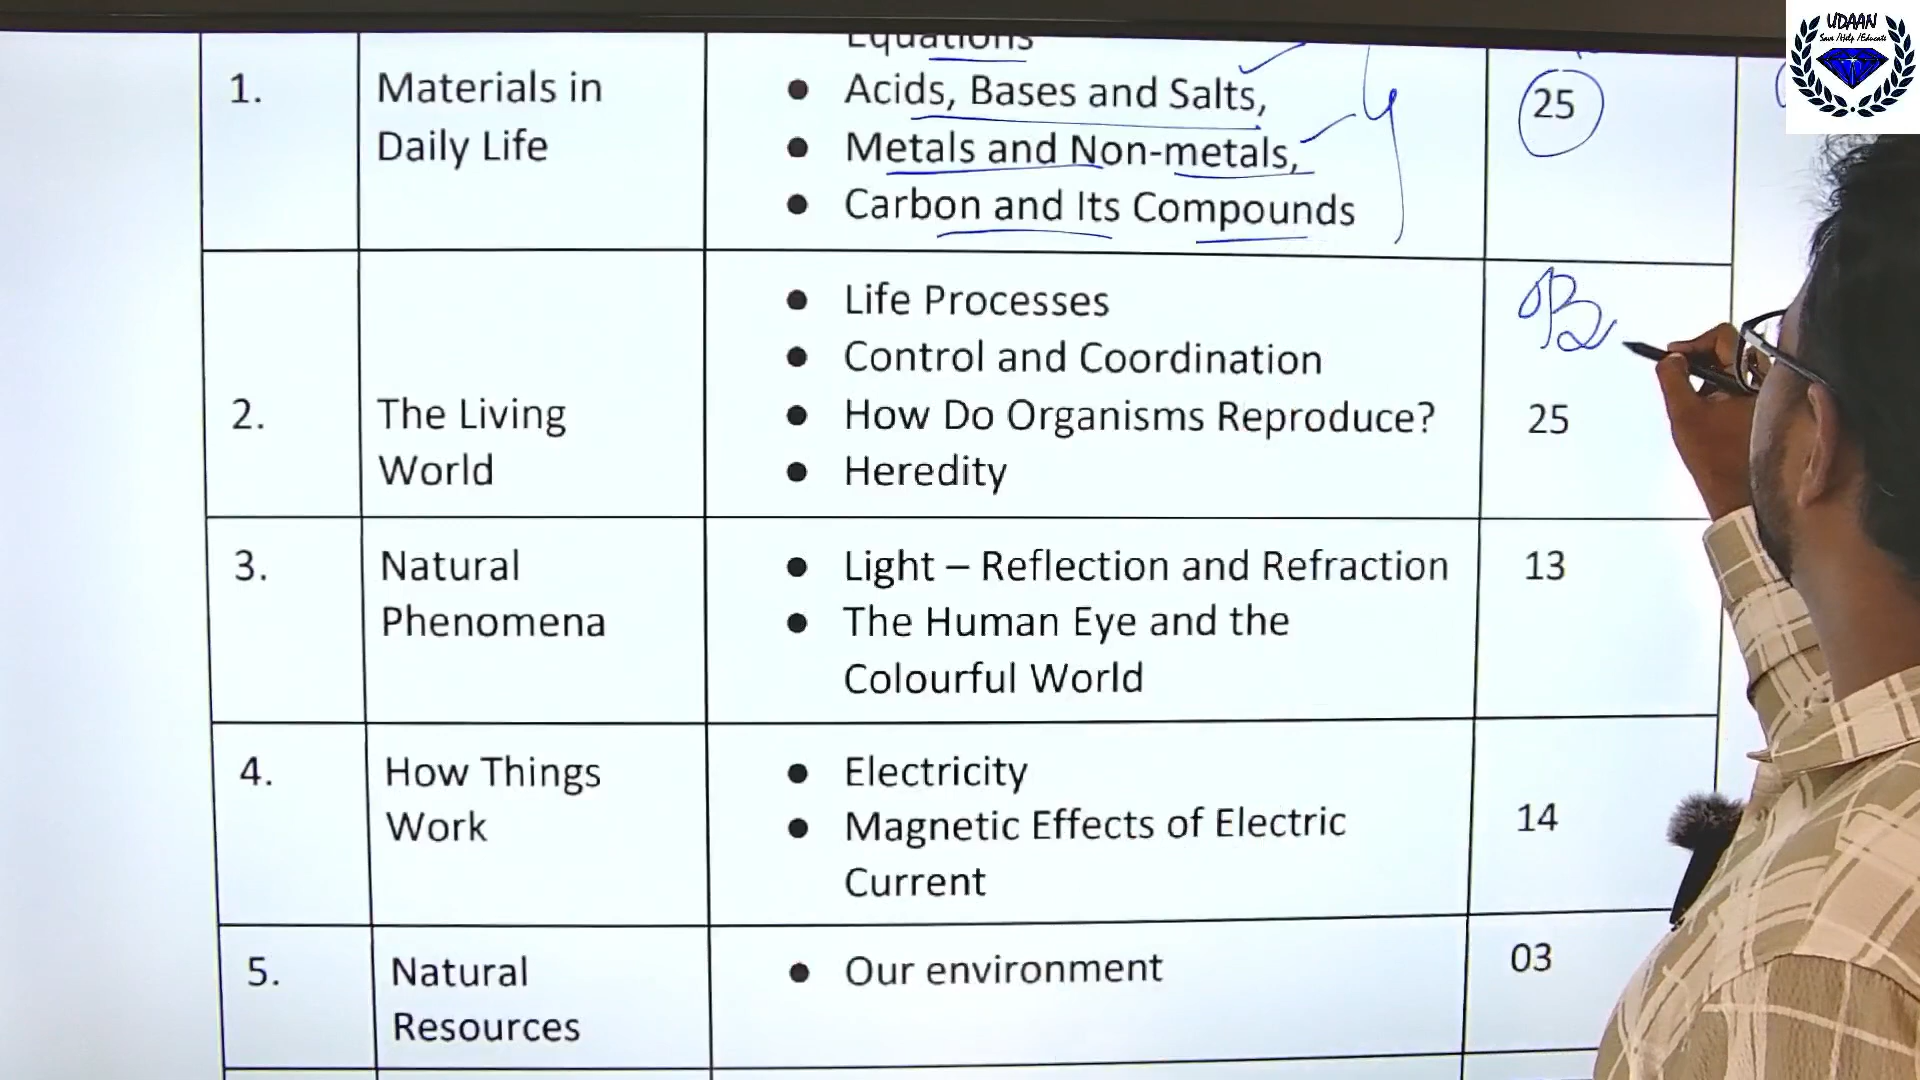 UDAAN
Save /Help /Educate
Equations
1.
Materials in
Daily Life
● Acids, Bases and Salts,
● Metals and Non-metals,
● Carbon and Its Compounds
25
2.
The Living
World
● Life Processes
● Control and Coordination
● How Do Organisms Reproduce?
● Heredity
25
3.
Natural
Phenomena
● Light – Reflection and Refraction
● The Human Eye and the
Colourful World
13
4.
How Things
Work
● Electricity
● Magnetic Effects of Electric
Current
14
5.
Natural
Resources
● Our environment
03